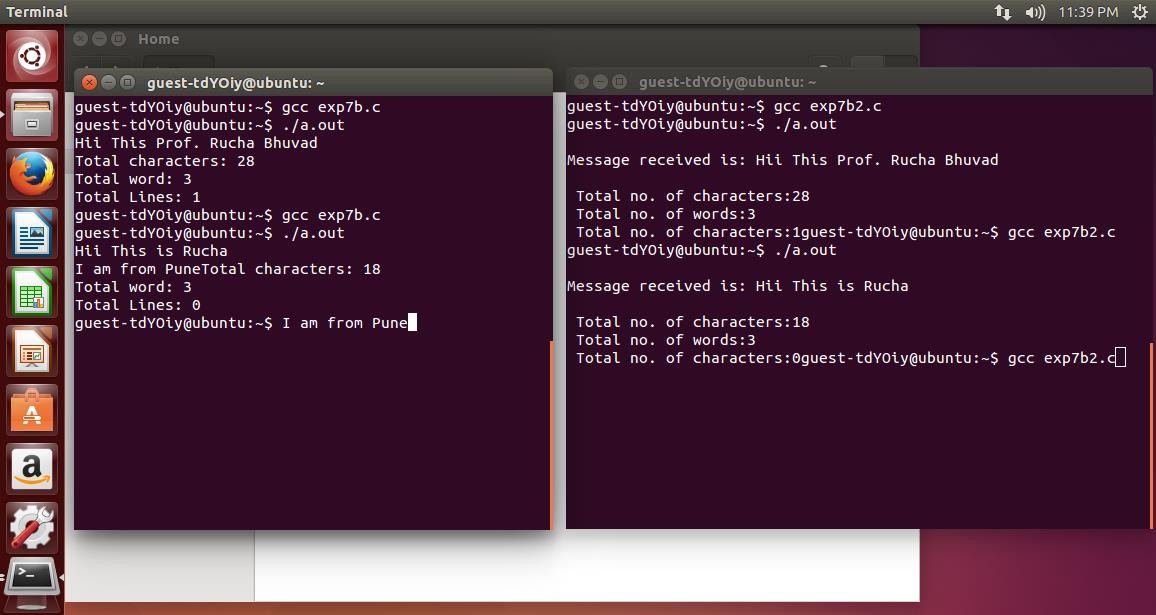 Terminal
11:39 PM
Home
guest-tdYOiy@ubuntu: ~
guest-tdYOiy@ubuntu:~$ gcc exp7b.c
guest-tdYOiy@ubuntu:~$ ./a.out
Hii This Prof. Rucha Bhuvad
Total characters: 28
Total word: 3
Total Lines: 1
guest-tdYOiy@ubuntu:~$ gcc exp7b.c
guest-tdYOiy@ubuntu:~$ ./a.out
Hii This is Rucha
I am from PuneTotal characters: 18
Total word: 3
Total Lines: 0
guest-tdYOiy@ubuntu:~$ I am from Pune
guest-tdYOiy@ubuntu: ~
guest-tdYOiy@ubuntu:~$ gcc exp7b2.c
guest-tdYOiy@ubuntu:~$ ./a.out
Message received is: Hii This Prof. Rucha Bhuvad
Total no. of characters:28
Total no. of words:3
Total no. of characters:1guest-tdYOiy@ubuntu:~$ gcc exp7b2.c
guest-tdYOiy@ubuntu:~$ ./a.out
Message received is: Hii This is Rucha
Total no. of characters:18
Total no. of words:3
Total no. of characters:0guest-tdYOiy@ubuntu:~$ gcc exp7b2.c